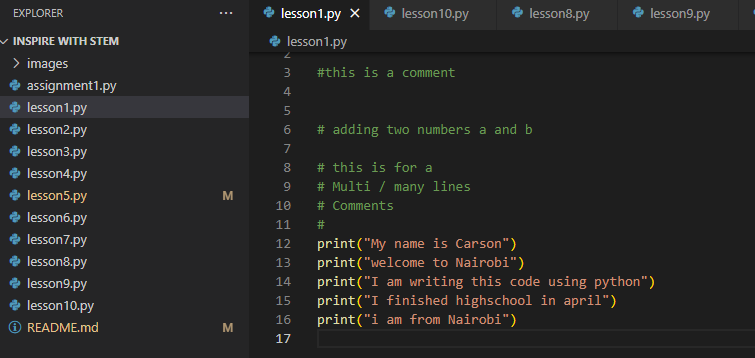 EXPLORER ...
INSPIRE WITH STEM
images
assignment1.py
lesson1.py
lesson2.py
lesson3.py
lesson4.py
lesson5.py M
lesson6.py
lesson7.py
lesson8.py
lesson9.py
lesson10.py
README.md M
lesson1.py lesson10.py lesson8.py lesson9.py
lesson1.py
2
3 #this is a comment
4
5
6 # adding two numbers a and b
7
8 # this is for a
9 # Multi / many lines
10 # Comments
11 #
12 print("My name is Carson")
13 print("welcome to Nairobi")
14 print("I am writing this code using python")
15 print("I finished highschool in april")
16 print("i am from Nairobi")
17